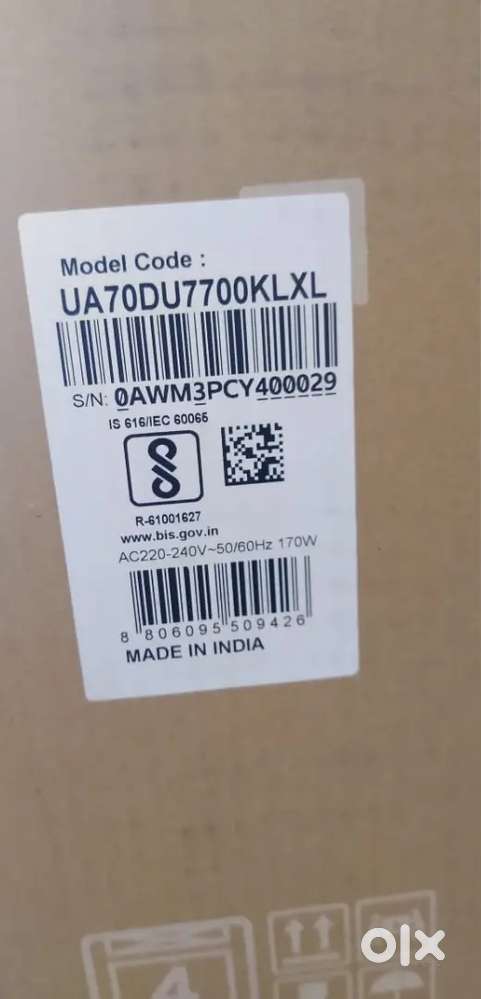 Model Code :
UA70DU7700KLXL
S/N: 0AWM3PCY400029
IS 616/IEC 60065
R-61001627
www.bis.gov.in
AC220-240V~50/60Hz 170W
8 806095 509426
MADE IN INDIA
4
olx